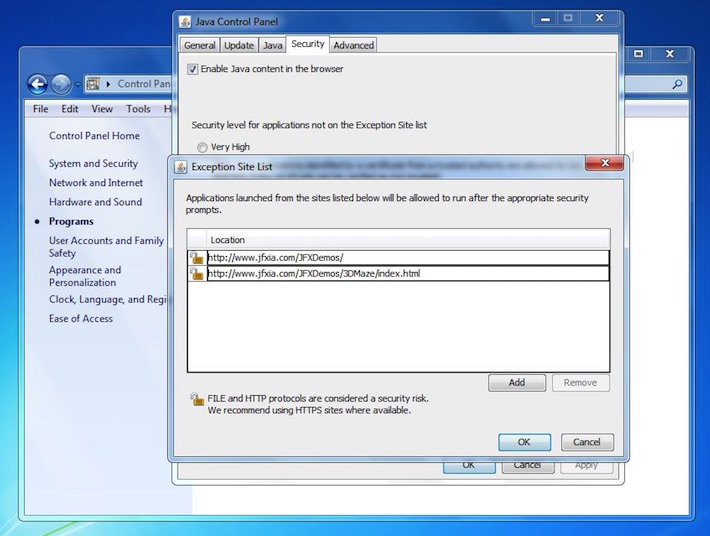 Java Control Panel
General Update Java Security Advanced
Enable Java content in the browser
Control Pan
File Edit View Tools H
Control Panel Home
System and Security
Network and Internet
Hardware and Sound
Programs
User Accounts and Family
Safety
Appearance and
Personalization
Clock, Language, and Regi
Ease of Access
Security level for applications not on the Exception Site list
Very High
Exception Site List
Applications launched from the sites listed below will be allowed to run after the appropriate security
prompts.
Location
http://www.jfxia.com/JFXDemos/
http://www.jfxia.com/JFXDemos/3DMaze/index.html
Add Remove
FILE and HTTP protocols are considered a security risk.
We recommend using HTTPS sites where available.
OK Cancel
OK Cancel Apply